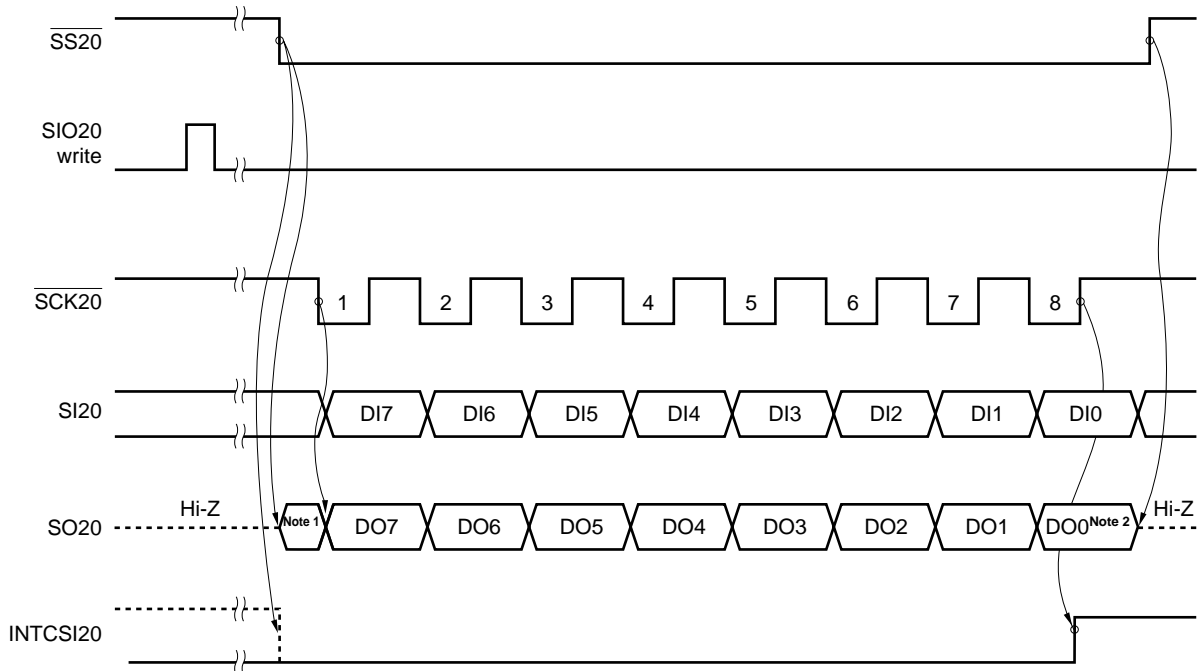 SS20
SIO20
write
SCK20
1 2 3 4 5 6 7 8
SI20
DI7 DI6 DI5 DI4 DI3 DI2 DI1 DI0
SO20
Hi-Z Note 1 DO7 DO6 DO5 DO4 DO3 DO2 DO1 DO0 Note 2 Hi-Z
INTCSI20